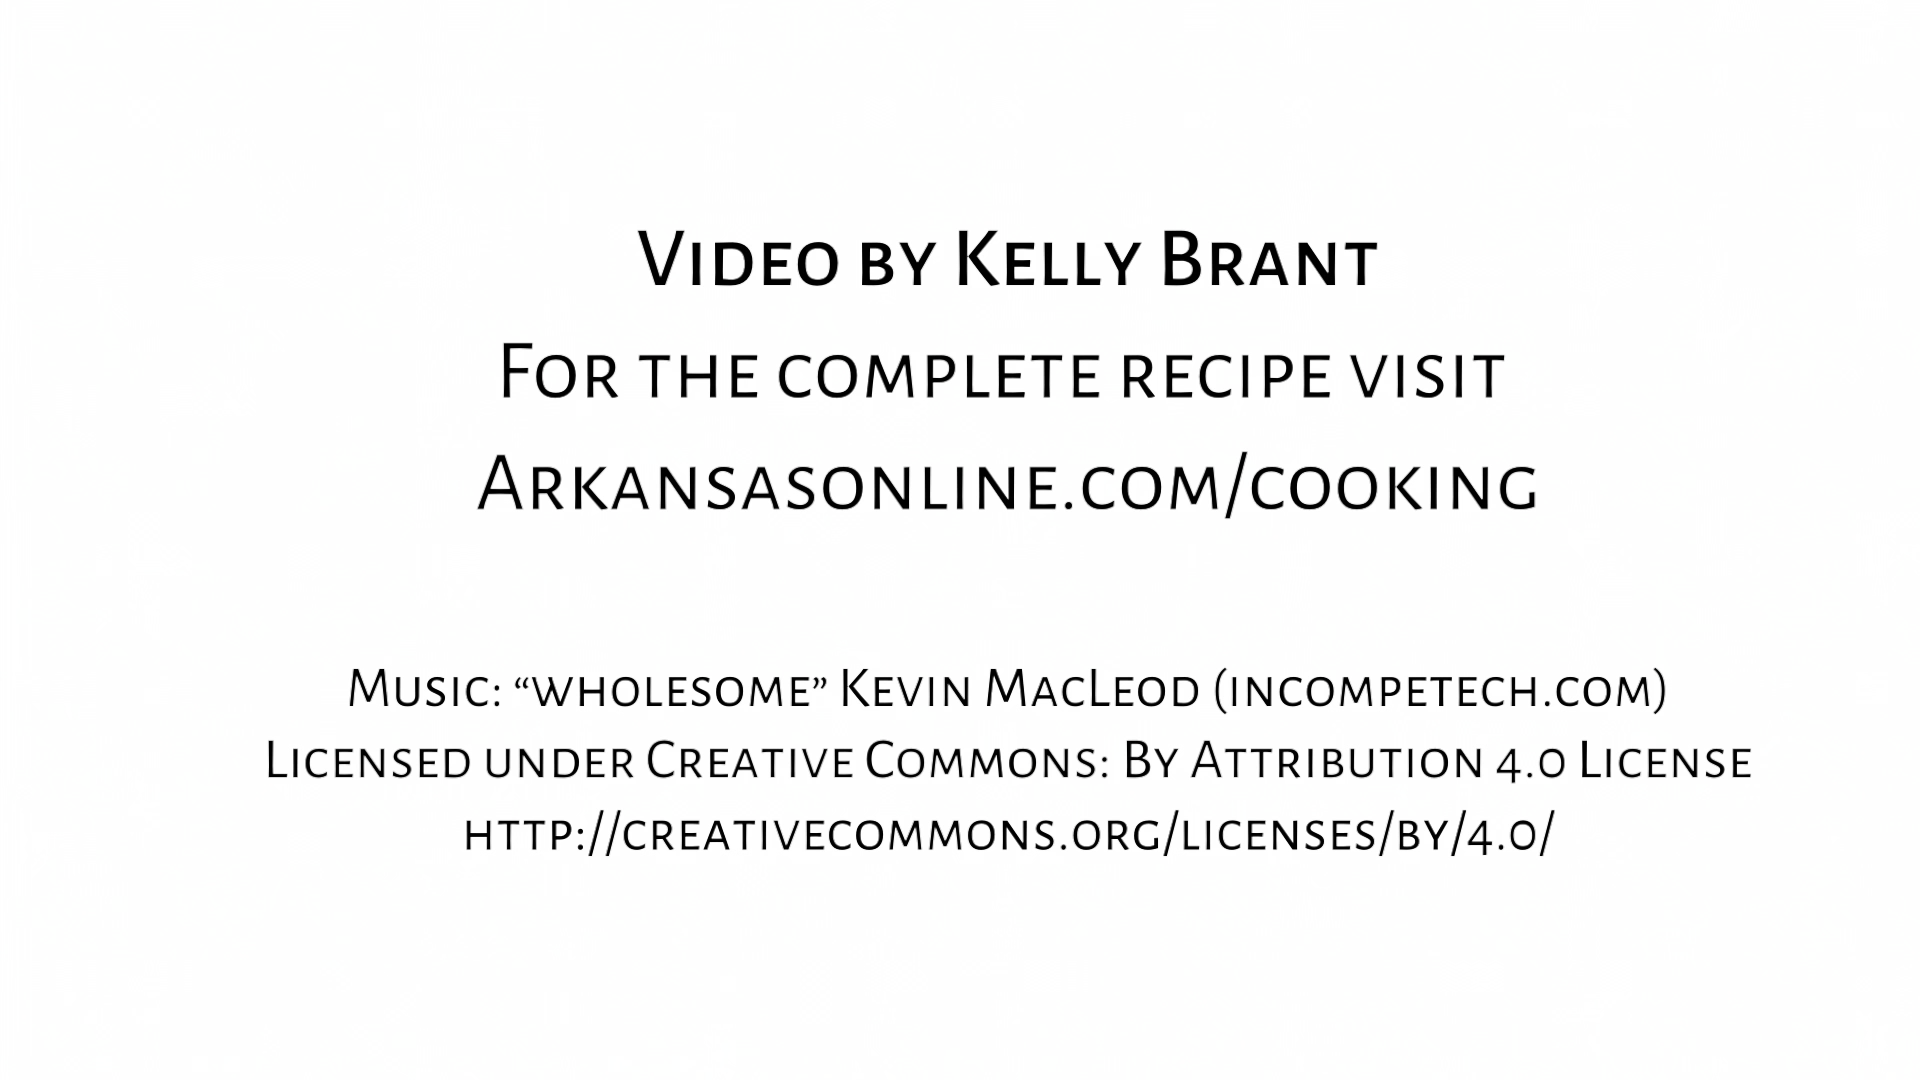 Video by Kelly Brant
For the complete recipe visit
Arkansasonline.com/cooking
Music: “wholesome” Kevin MacLeod (incompetech.com)
Licensed under Creative Commons: By Attribution 4.0 License
http://creativecommons.org/licenses/by/4.0/